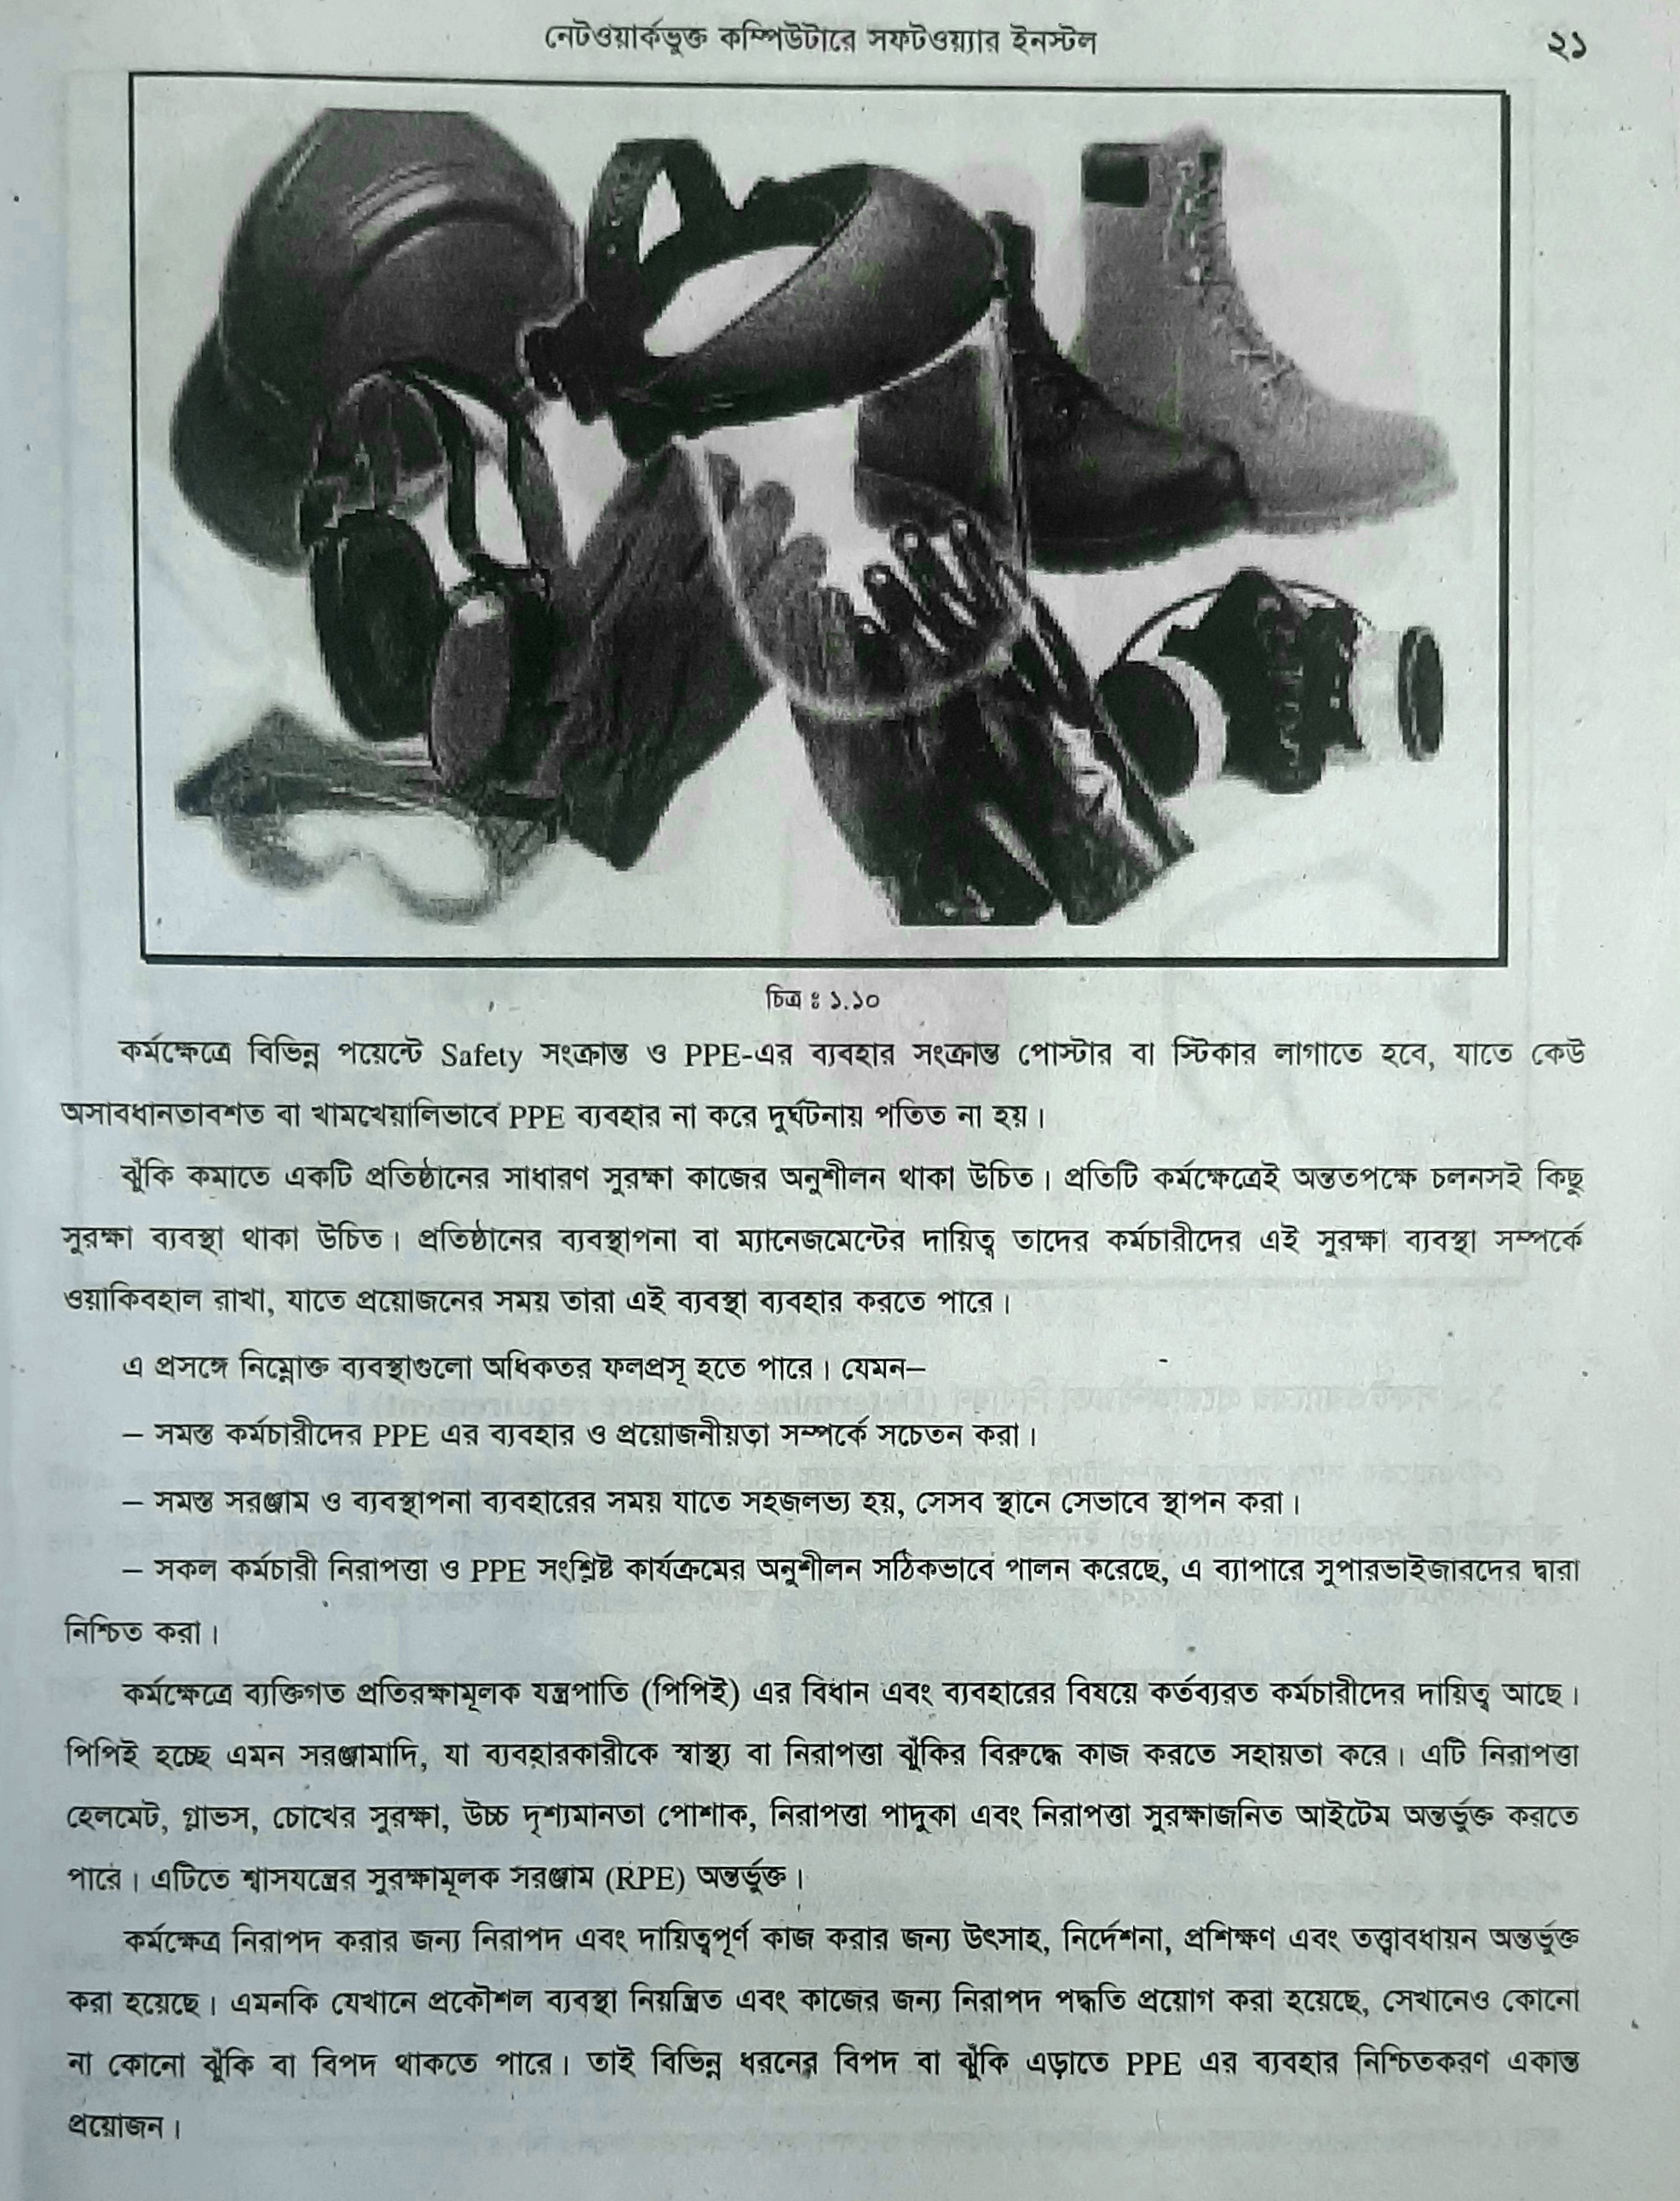 নেটওয়ার্কভুক্ত কম্পিউটারে সফটওয়্যার ইনস্টল
২১
চিত্র ঃ ১.১০
কর্মক্ষেত্রে বিভিন্ন পয়েন্টে Safety সংক্রান্ত ও PPE-এর ব্যবহার সংক্রান্ত পোস্টার বা স্টিকার লাগাতে হবে, যাতে কেউ
অসাবধানতাবশত বা খামখেয়ালিভাবে PPE ব্যবহার না করে দুর্ঘটনায় পতিত না হয়।
ঝুঁকি কমাতে একটি প্রতিষ্ঠানের সাধারণ সুরক্ষা কাজের অনুশীলন থাকা উচিত। প্রতিটি কর্মক্ষেত্রেই অন্ততপক্ষে চলনসই কিছু
সুরক্ষা ব্যবস্থা থাকা উচিত। প্রতিষ্ঠানের ব্যবস্থাপনা বা ম্যানেজমেন্টের দায়িত্ব তাদের কর্মচারীদের এই সুরক্ষা ব্যবস্থা সম্পর্কে
ওয়াকিবহাল রাখা, যাতে প্রয়োজনের সময় তারা এই ব্যবস্থা ব্যবহার করতে পারে।
এ প্রসঙ্গে নিম্নোক্ত ব্যবস্থাগুলো অধিকতর ফলপ্রসূ হতে পারে। যেমন–
– সমস্ত কর্মচারীদের PPE এর ব্যবহার ও প্রয়োজনীয়তা সম্পর্কে সচেতন করা।
– সমস্ত সরঞ্জাম ও ব্যবস্থাপনা ব্যবহারের সময় যাতে সহজলভ্য হয়, সেসব স্থানে সেভাবে স্থাপন করা।
– সকল কর্মচারী নিরাপত্তা ও PPE সংশ্লিষ্ট কার্যক্রমের অনুশীলন সঠিকভাবে পালন করেছে, এ ব্যাপারে সুপারভাইজারদের দ্বারা
নিশ্চিত করা।
কর্মক্ষেত্রে ব্যক্তিগত প্রতিরক্ষামূলক যন্ত্রপাতি (পিপিই) এর বিধান এবং ব্যবহারের বিষয়ে কর্তব্যরত কর্মচারীদের দায়িত্ব আছে।
পিপিই হচ্ছে এমন সরঞ্জামাদি, যা ব্যবহারকারীকে স্বাস্থ্য বা নিরাপত্তা ঝুঁকির বিরুদ্ধে কাজ করতে সহায়তা করে। এটি নিরাপত্তা
হেলমেট, গ্লাভস, চোখের সুরক্ষা, উচ্চ দৃশ্যমানতা পোশাক, নিরাপত্তা পাদুকা এবং নিরাপত্তা সুরক্ষাজনিত আইটেম অন্তর্ভুক্ত করতে
পারে। এটিতে শ্বাসযন্ত্রের সুরক্ষামূলক সরঞ্জাম (RPE) অন্তর্ভুক্ত।
কর্মক্ষেত্র নিরাপদ করার জন্য নিরাপদ এবং দায়িত্বপূর্ণ কাজ করার জন্য উৎসাহ, নির্দেশনা, প্রশিক্ষণ এবং তত্ত্বাবধায়ন অন্তর্ভুক্ত
করা হয়েছে। এমনকি যেখানে প্রকৌশল ব্যবস্থা নিয়ন্ত্রিত এবং কাজের জন্য নিরাপদ পদ্ধতি প্রয়োগ করা হয়েছে, সেখানেও কোনো
না কোনো ঝুঁকি বা বিপদ থাকতে পারে। তাই বিভিন্ন ধরনের বিপদ বা ঝুঁকি এড়াতে PPE এর ব্যবহার নিশ্চিতকরণ একান্ত
প্রয়োজন।